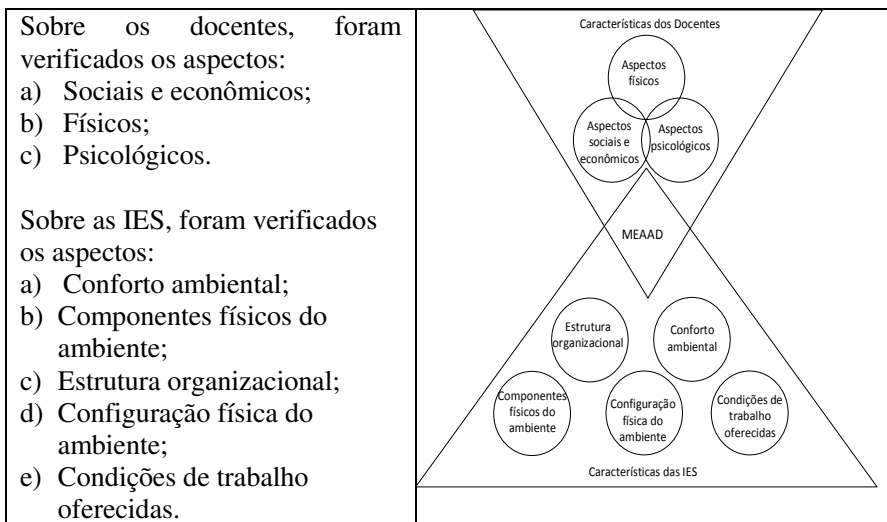 Sobre os docentes, foram
verificados os aspectos:
a) Sociais e econômicos;
b) Físicos;
c) Psicológicos.
Sobre as IES, foram verificados
os aspectos:
a) Conforto ambiental;
b) Componentes físicos do
ambiente;
c) Estrutura organizacional;
d) Configuração física do
ambiente;
e) Condições de trabalho
oferecidas.
Características dos Docentes
Aspectos
físicos
Aspectos
sociais e
econômicos
Aspectos
psicológicos
MEAAD
Estrutura
organizacional
Conforto
ambiental
Componentes
físicos do
ambiente
Configuração
física do
ambiente
Condições de
trabalho
oferecidas
Características das IES